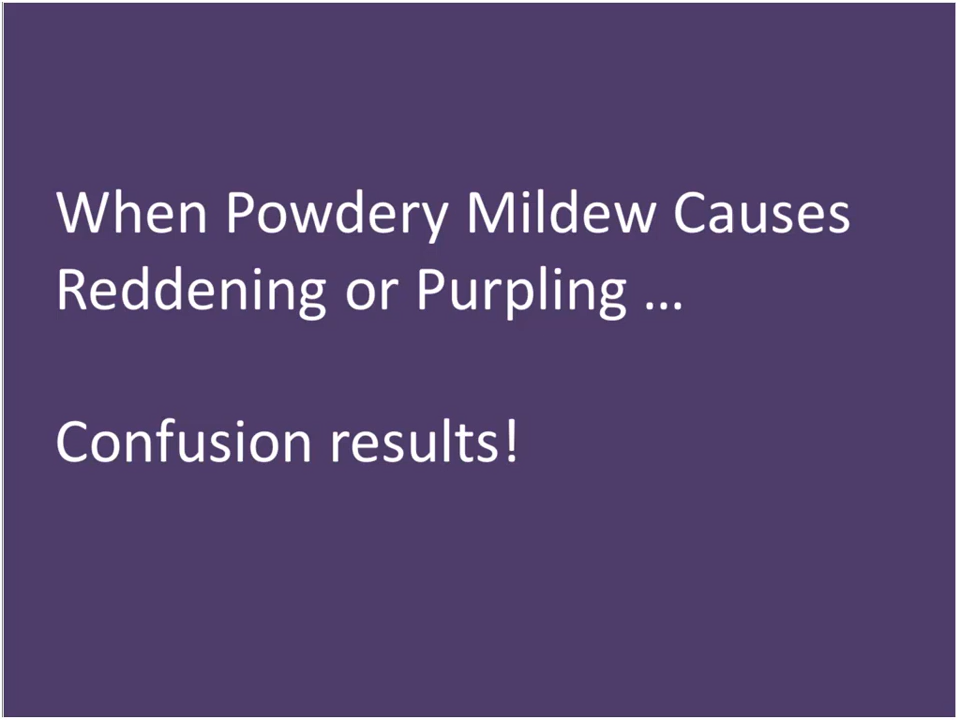 When Powdery Mildew Causes
Reddening or Purpling …
Confusion results!